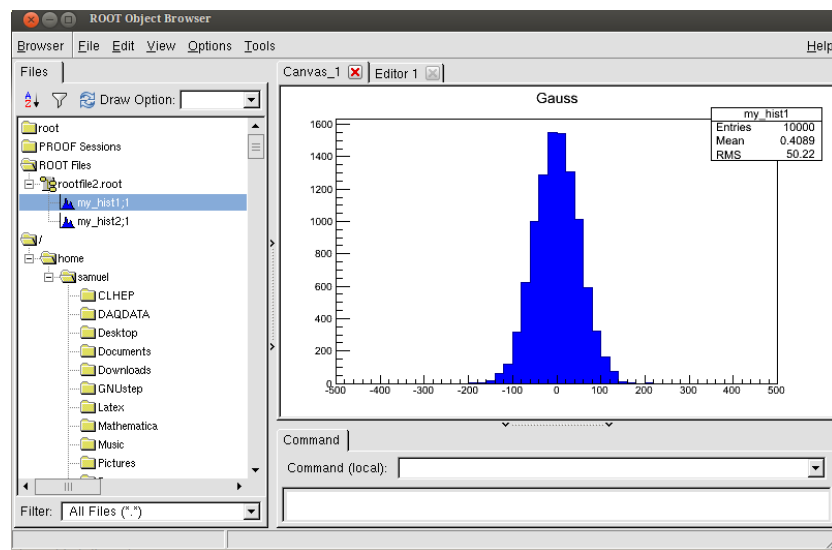 ROOT Object Browser
Browser File Edit View Options Tools Help
Files
Draw Option:
root
PROOF Sessions
ROOT Files
rootfile2.root
my_hist1;1
my_hist2;1
/
home
samuel
CLHEP
DAQDATA
Desktop
Documents
Downloads
GNUstep
Latex
Mathematica
Music
Pictures
Filter: All Files (*.*)
Canvas_1 Editor 1
Gauss
my_hist1
Entries 10000
Mean 0.4089
RMS 50.22
1600
1400
1200
1000
800
600
400
200
0
-500 -400 -300 -200 -100 0 100 200 300 400 500
Command
Command (local):